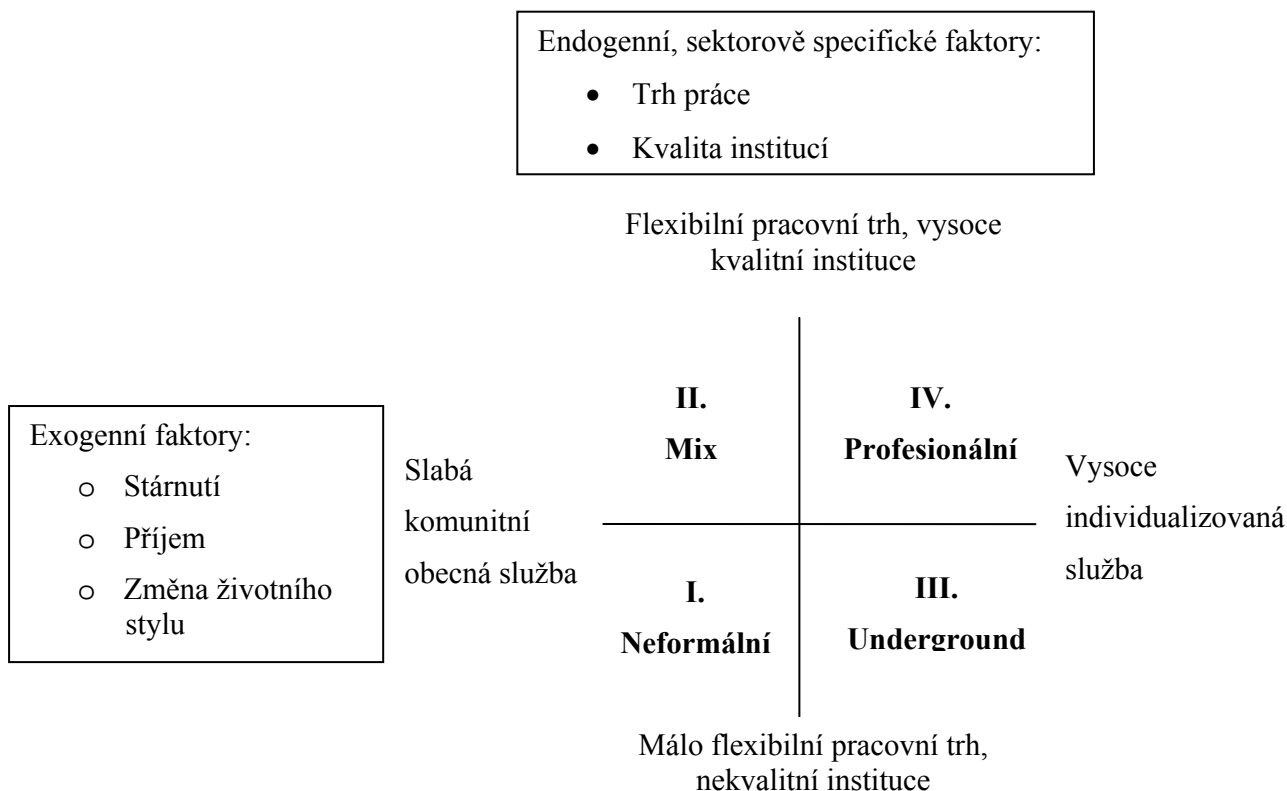 Endogenní, sektorově specifické faktory:
• Trh práce
• Kvalita institucí
Flexibilní pracovní trh, vysoce
kvalitní instituce
Exogenní faktory:
o Stárnutí
o Příjem
o Změna životního
stylu
Slabá
komunitní
obecná služba
II.
Mix
IV.
Profesionální
I.
Neformální
III.
Underground
Vysoce
individualizovaná
služba
Málo flexibilní pracovní trh,
nekvalitní instituce